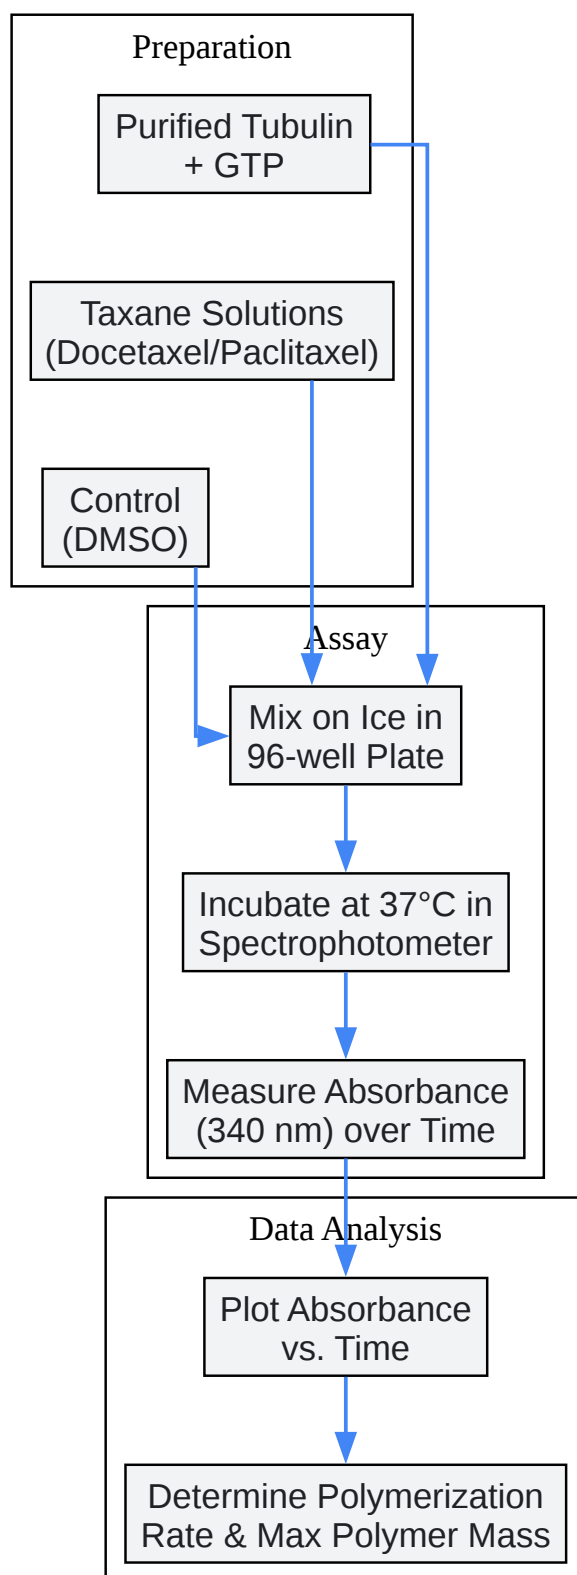 Preparation
Purified Tubulin
+ GTP
Taxane Solutions
(Docetaxel/Paclitaxel)
Control
(DMSO)
Assay
Mix on Ice in
96-well Plate
Incubate at 37°C in
Spectrophotometer
Measure Absorbance
(340 nm) over Time
Data Analysis
Plot Absorbance
vs. Time
Determine Polymerization
Rate & Max Polymer Mass